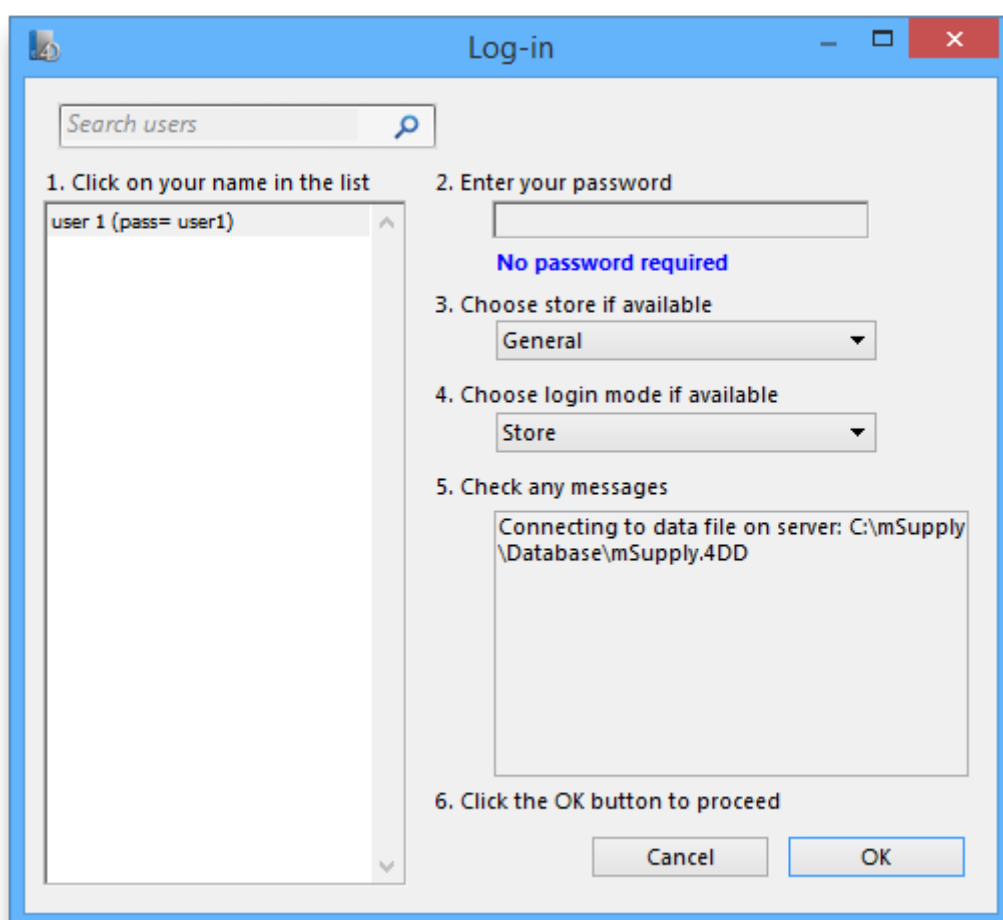 Log-in
Search users
1. Click on your name in the list
user 1 (pass= user1)
2. Enter your password
No password required
3. Choose store if available
General
4. Choose login mode if available
Store
5. Check any messages
Connecting to data file on server: C:\mSupply
\Database\mSupply.4DD
6. Click the OK button to proceed
Cancel
OK